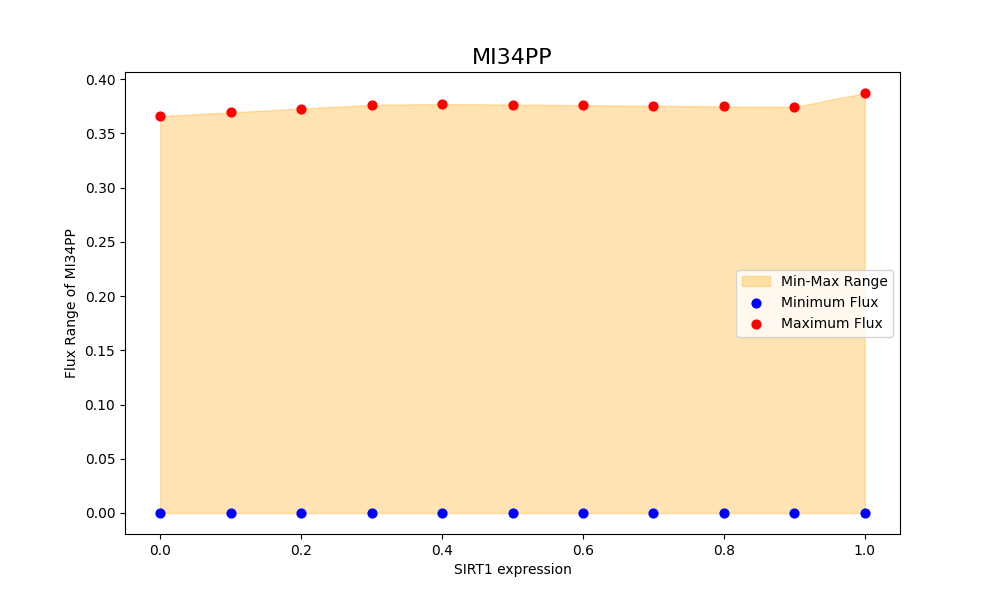 MI34PP
Flux Range of MI34PP
0.40
0.35
0.30
0.25
0.20
0.15
0.10
0.05
0.00
Min-Max Range
Minimum Flux
Maximum Flux
0.0 0.2 0.4 0.6 0.8 1.0
SIRT1 expression